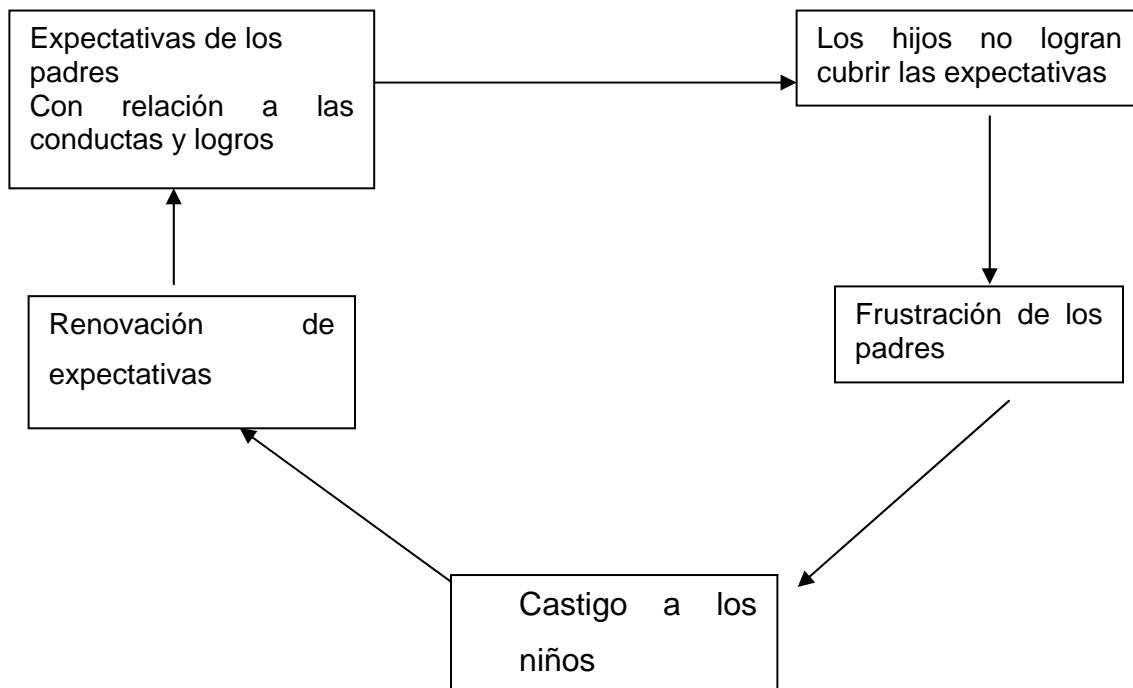 Expectativas de los
padres
Con relación a las
conductas y logros
Los hijos no logran
cubrir las expectativas
Frustración de los
padres
Castigo a los
niños
Renovación de
expectativas